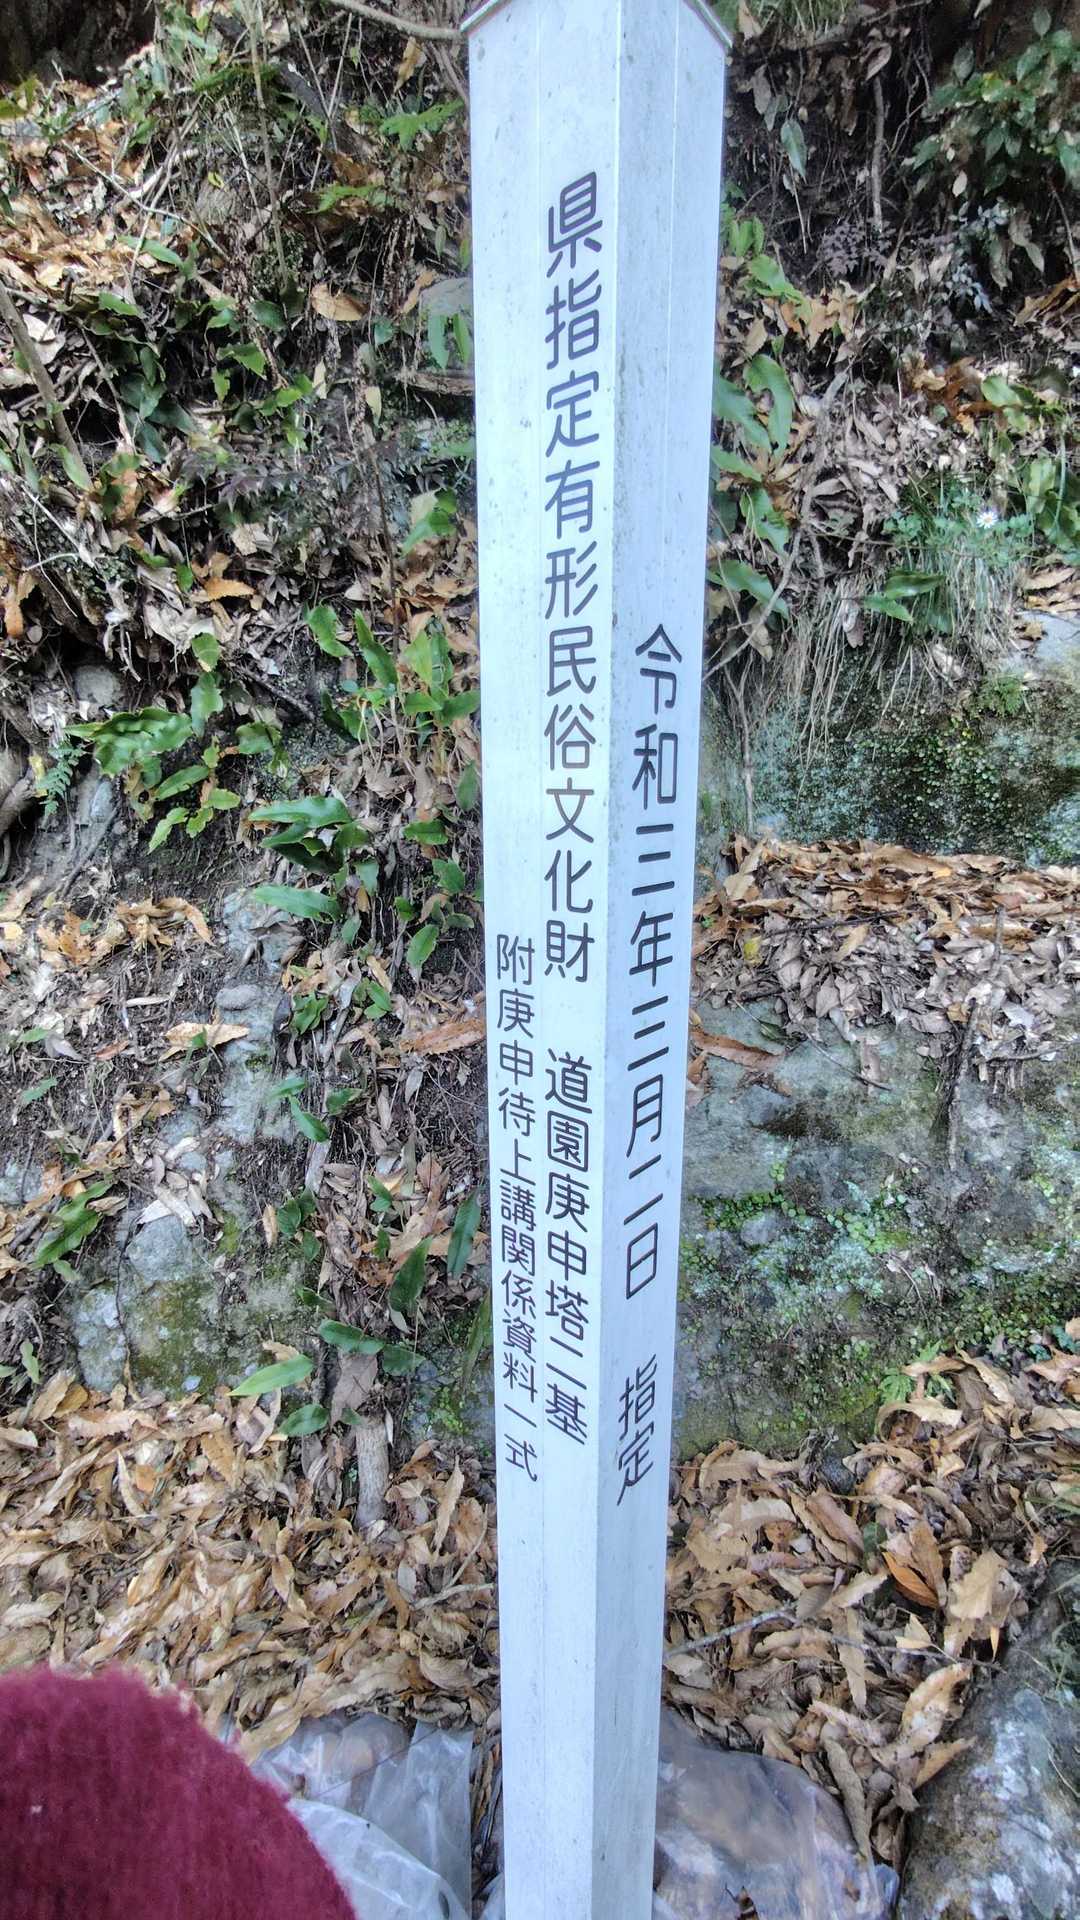 県指定有形民俗文化財 道園庚申塔二基
附庚申待上講関係資料一式
令和三年三月二日 指定